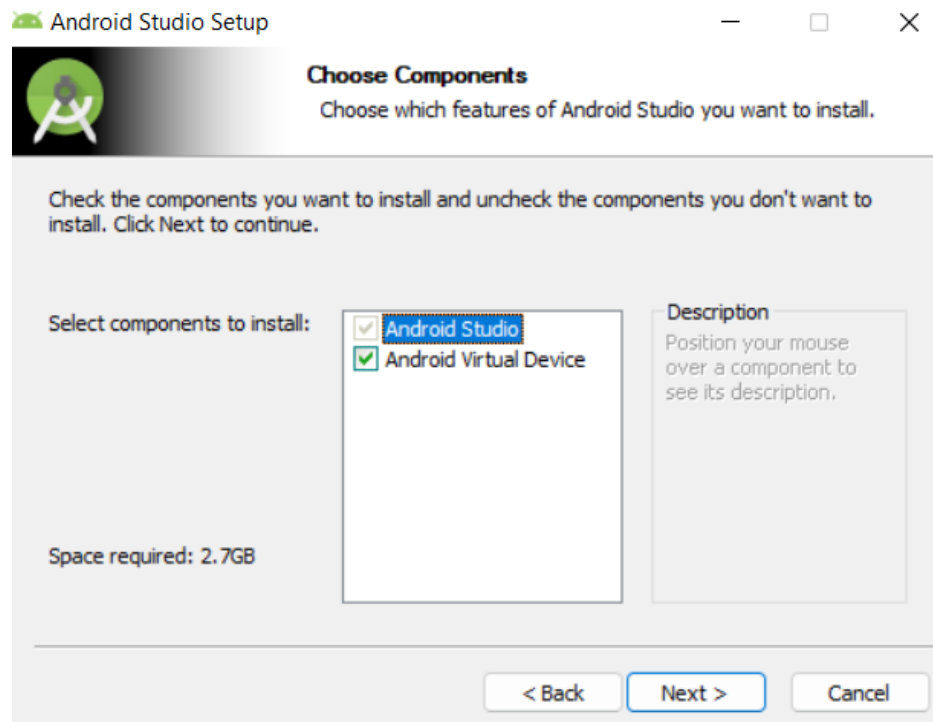 Android Studio Setup
Choose Components
Choose which features of Android Studio you want to install.
Check the components you want to install and uncheck the components you don't want to
install. Click Next to continue.
Select components to install:
Android Studio
Android Virtual Device
Description
Position your mouse
over a component to
see its description.
Space required: 2.7GB
< Back
Next >
Cancel